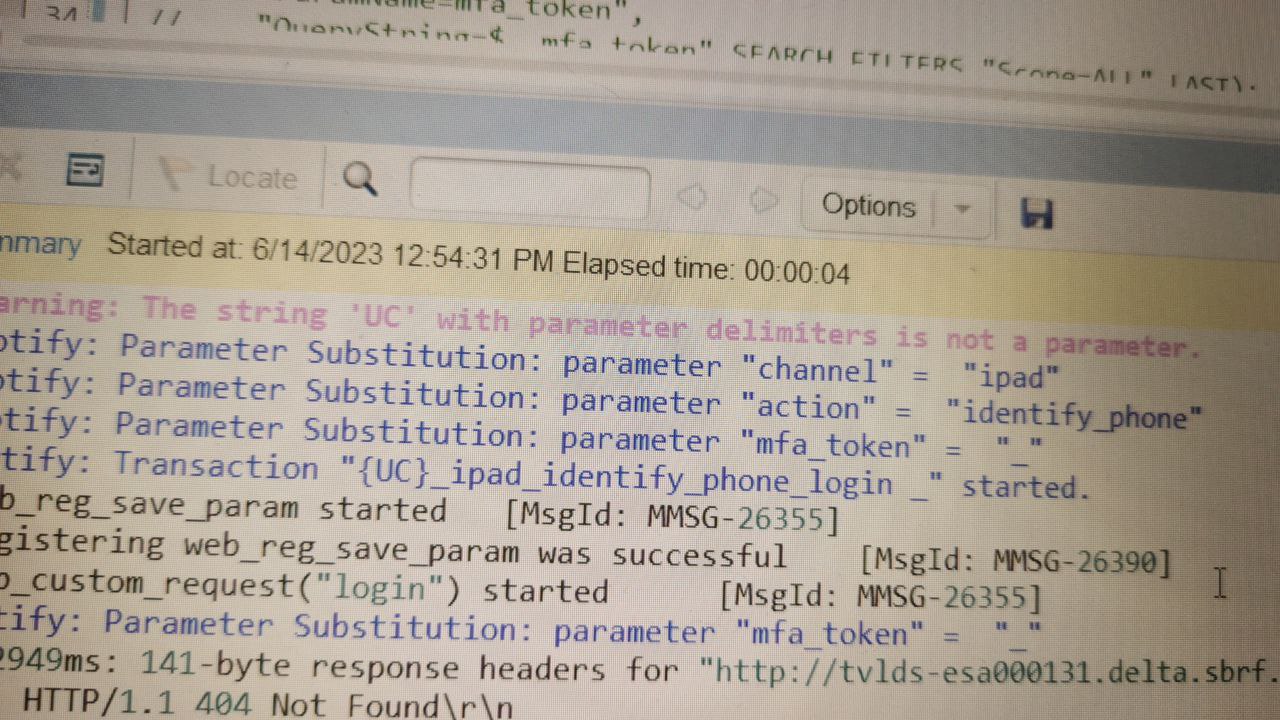 mfa_token",
"QueryString=$ mfa_token" SEARCH_FILTERS "Scope=ALL" LAST);
Locate
Options
mmary Started at: 6/14/2023 12:54:31 PM Elapsed time: 00:00:04
arning: The string 'UC' with parameter delimiters is not a parameter.
otify: Parameter Substitution: parameter "channel" = "ipad"
otify: Parameter Substitution: parameter "action" = "identify_phone"
otify: Parameter Substitution: parameter "mfa_token" = "_"
tify: Transaction "{UC}_ipad_identify_phone_login _" started.
b_reg_save_param started [MsgId: MMSG-26355]
gistering web_reg_save_param was successful [MsgId: MMSG-26390]
b_custom_request("login") started [MsgId: MMSG-26355]
tify: Parameter Substitution: parameter "mfa_token" = "_"
2949ms: 141-byte response headers for "http://tvlds-esa000131.delta.sbrf.
HTTP/1.1 404 Not Found\r\n